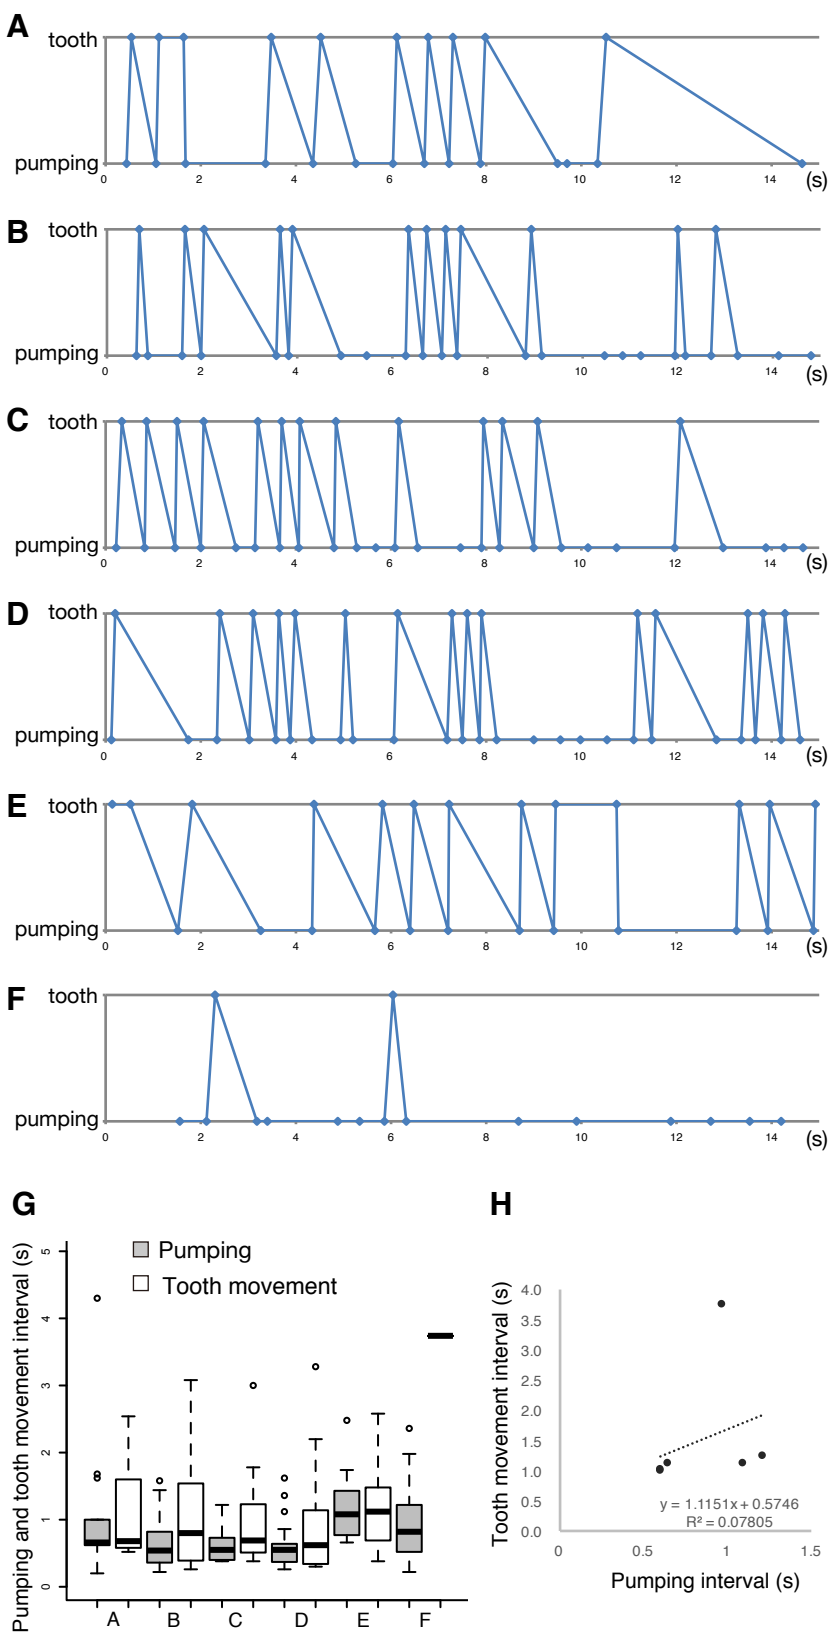 A
tooth
pumping
0 2 4 6 8 10 12 14 (s)
B
tooth
pumping
0 2 4 6 8 10 12 14 (s)
C
tooth
pumping
0 2 4 6 8 10 12 14 (s)
D
tooth
pumping
0 2 4 6 8 10 12 14 (s)
E
tooth
pumping
0 2 4 6 8 10 12 14 (s)
F
tooth
pumping
0 2 4 6 8 10 12 14 (s)
G
Pumping and tooth movement interval (s)
5
4
3
2
1
0
Pumping
Tooth movement
A B C D E F
H
Tooth movement interval (s)
4.0
3.5
3.0
2.5
2.0
1.5
1.0
0.5
0.0
y = 1.1151x + 0.5746
R² = 0.07805
0 0.5 1 1.5
Pumping interval (s)